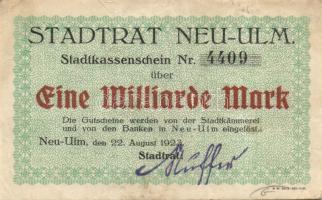 STADTRAT NEU-ULM.
Stadtkassenschein Nr. 4409
über
Eine Milliarde Mark
Die Gutscheine werden von der Stadtkämmerei
und von den Banken in Neu-Ulm eingelöst.
Neu-Ulm, den 22. August 1923
Stadtrat: